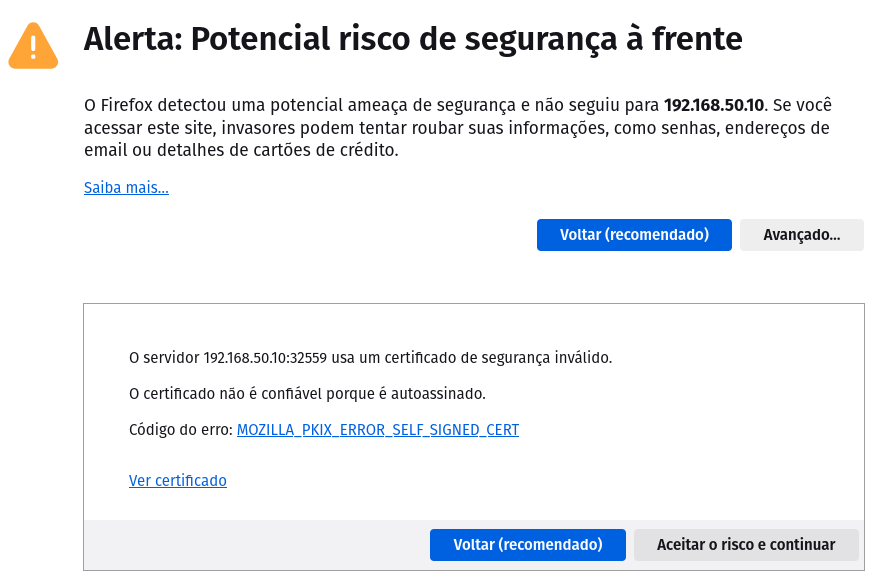 Alerta: Potencial risco de segurança à frente
O Firefox detectou uma potencial ameaça de segurança e não seguiu para 192.168.50.10. Se você
acessar este site, invasores podem tentar roubar suas informações, como senhas, endereços de
email ou detalhes de cartões de crédito.
Saiba mais...
Voltar (recomendado) Avançado...
O servidor 192.168.50.10:32559 usa um certificado de segurança inválido.
O certificado não é confiável porque é autoassinado.
Código do erro: MOZILLA_PKIX_ERROR_SELF_SIGNED_CERT
Ver certificado
Voltar (recomendado) Aceitar o risco e continuar